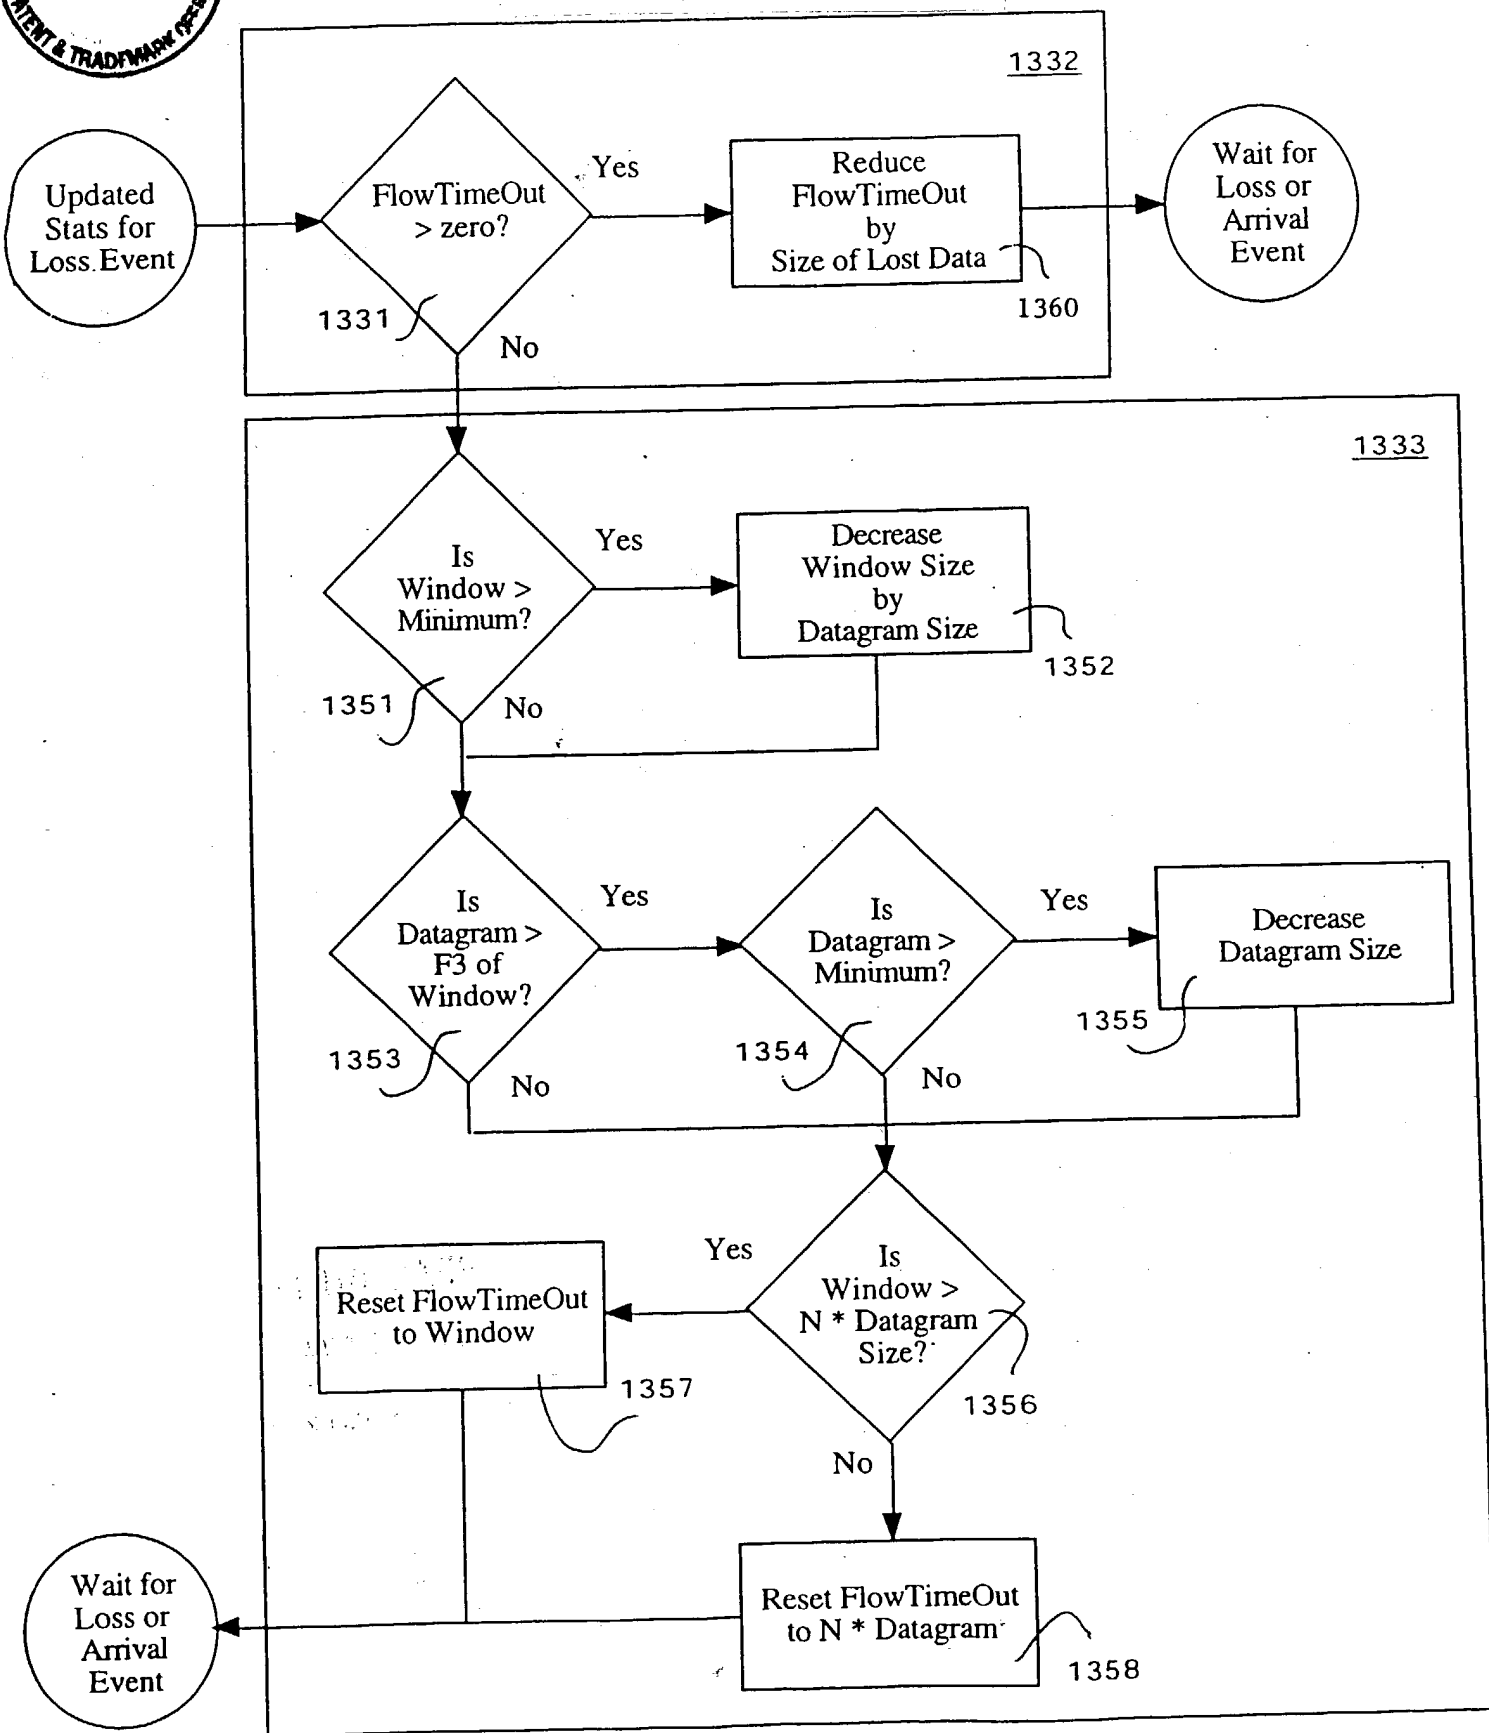 ATENT & TRADEMARK OFF
1332
Updated
Stats for
Loss.Event
FlowTimeOut
> zero?
Yes
Reduce
FlowTimeOut
by
Size of Lost Data
Wait for
Loss or
Arrival
Event
1331
No
1360
1333
Is
Window >
Minimum?
Yes
Decrease
Window Size
by
Datagram Size
1351
No
1352
Is
Datagram >
F3 of
Window?
Yes
Is
Datagram >
Minimum?
Yes
Decrease
Datagram Size
1353
No
1354
No
1355
Reset FlowTimeOut
to Window
Yes
Is
Window >
N * Datagram
Size?
1357
1356
No
Wait for
Loss or
Arrival
Event
Reset FlowTimeOut
to N * Datagram
1358